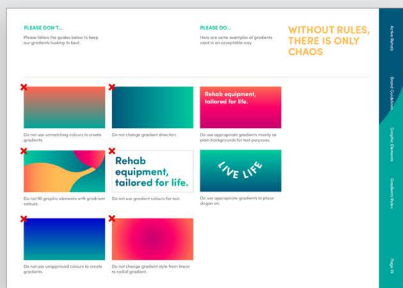 PLEASE DON'T...
Please follow the guides below to keep
our gradients looking its best.
PLEASE DO...
Here are some examples of gradients
used in an acceptable way.
WITHOUT RULES,
THERE IS ONLY
CHAOS
Do not use unmatching colours to create
gradients.
Do not change gradient direction.
Rehab equipment,
tailored for life.
Do use appropriate gradients mainly as
plain backgrounds for text purposes.
Do not fill graphic elements with gradient
colours.
Rehab
equipment,
tailored for life.
Do not use gradient colours for text.
LIVE LIFE
Do use appropriate gradients to place
slogan on.
Do not use unapproved colours to create
gradients.
Do not change gradient style from linear
to radial gradient.
Active Rehab
Brand Guidelines
Graphic Elements
Gradients Rules